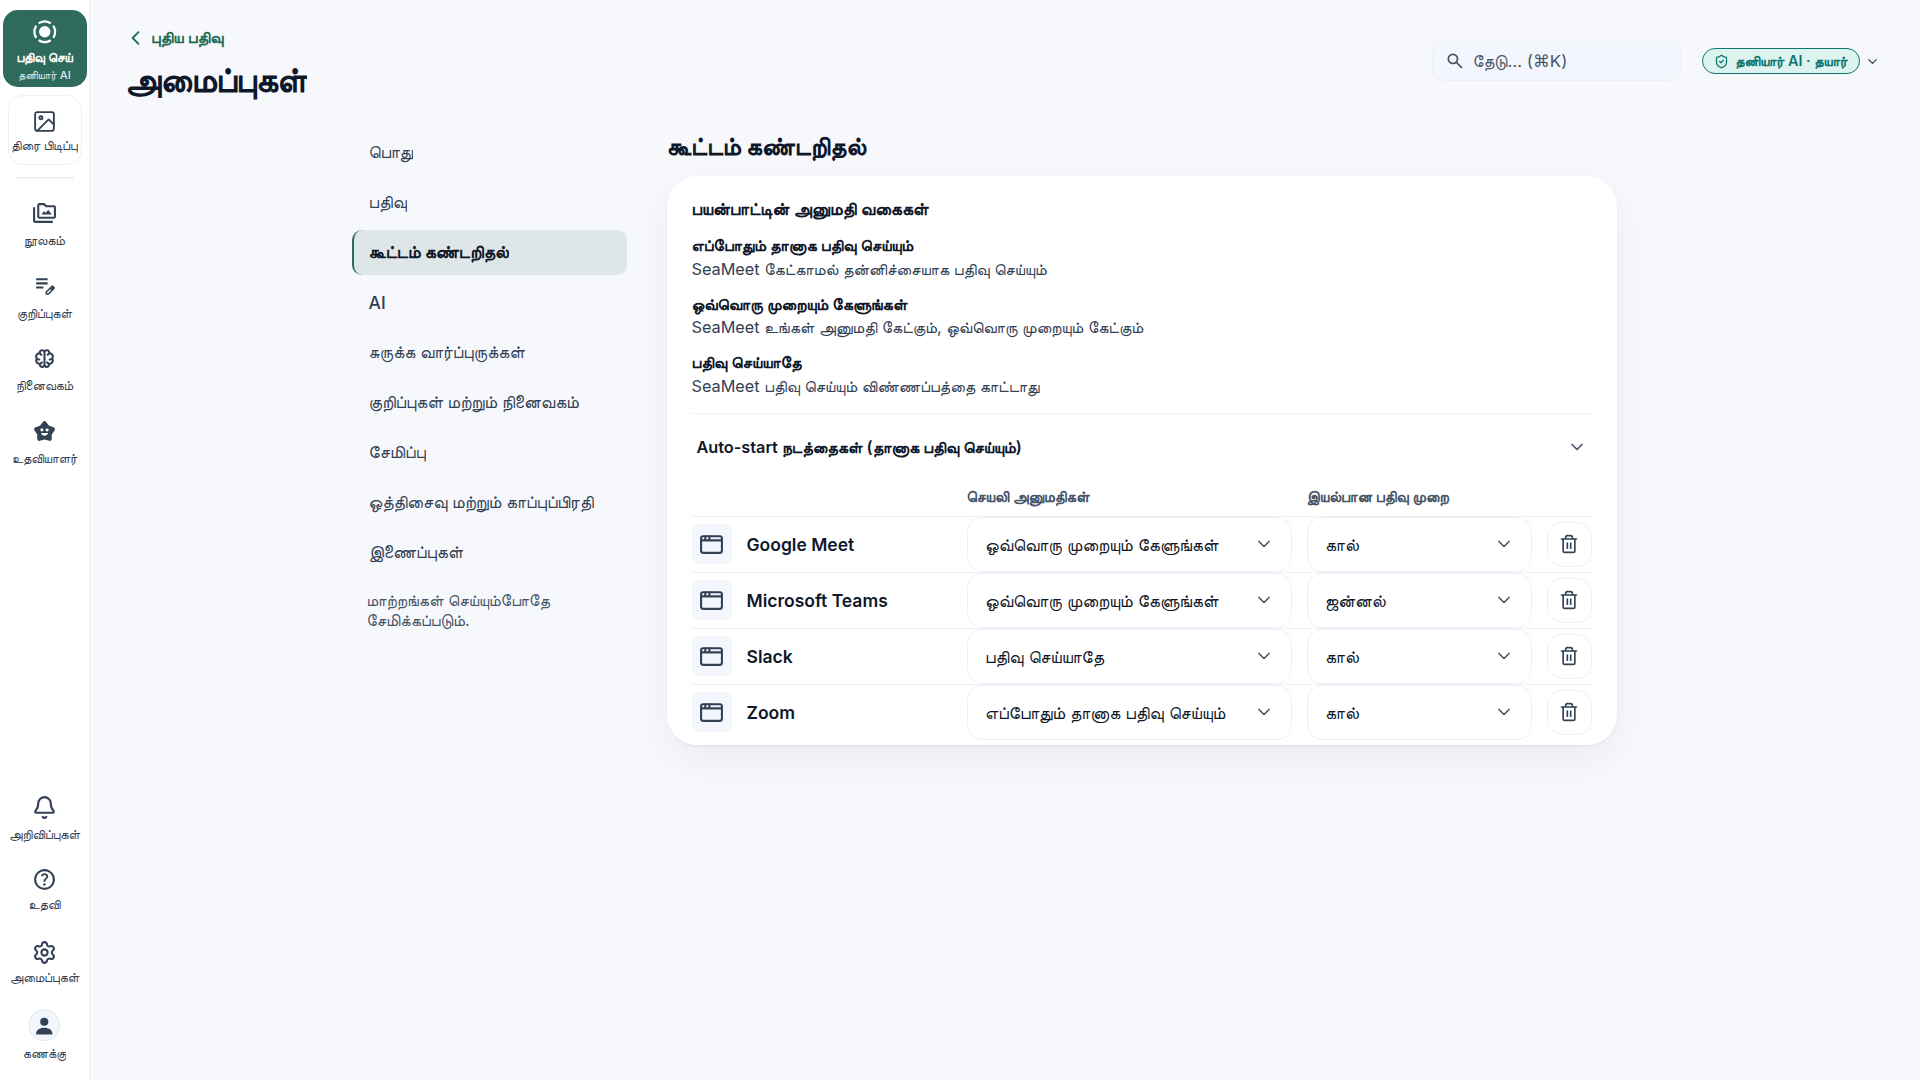 பதிவு செய்
தனியார் AI
திரை பிடிப்பு
நூலகம்
குறிப்புகள்
நினைவகம்
உதவியாளர்
அறிவிப்புகள்
உதவி
அமைப்புகள்
கணக்கு
புதிய பதிவு
அமைப்புகள்
தேடு... (⌘K)
தனியார் AI · தயார்
பொது
பதிவு
கூட்டம் கண்டறிதல்
AI
சுருக்க வார்ப்புருக்கள்
குறிப்புகள் மற்றும் நினைவகம்
சேமிப்பு
ஒத்திசைவு மற்றும் காப்புப்பிரதி
இணைப்புகள்
மாற்றங்கள் செய்யும்போதே
சேமிக்கப்படும்.
கூட்டம் கண்டறிதல்
பயன்பாட்டின் அனுமதி வகைகள்
எப்போதும் தானாக பதிவு செய்யும்
SeaMeet கேட்காமல் தன்னிச்சையாக பதிவு செய்யும்
ஒவ்வொரு முறையும் கேளுங்கள்
SeaMeet உங்கள் அனுமதி கேட்கும், ஒவ்வொரு முறையும் கேட்கும்
பதிவு செய்யாதே
SeaMeet பதிவு செய்யும் விண்ணப்பத்தை காட்டாது
Auto-start நடத்தைகள் (தானாக பதிவு செய்யும்)
செயலி அனுமதிகள் இயல்பான பதிவு முறை
Google Meet ஒவ்வொரு முறையும் கேளுங்கள் கால்
Microsoft Teams ஒவ்வொரு முறையும் கேளுங்கள் ஜன்னல்
Slack பதிவு செய்யாதே கால்
Zoom எப்போதும் தானாக பதிவு செய்யும் கால்